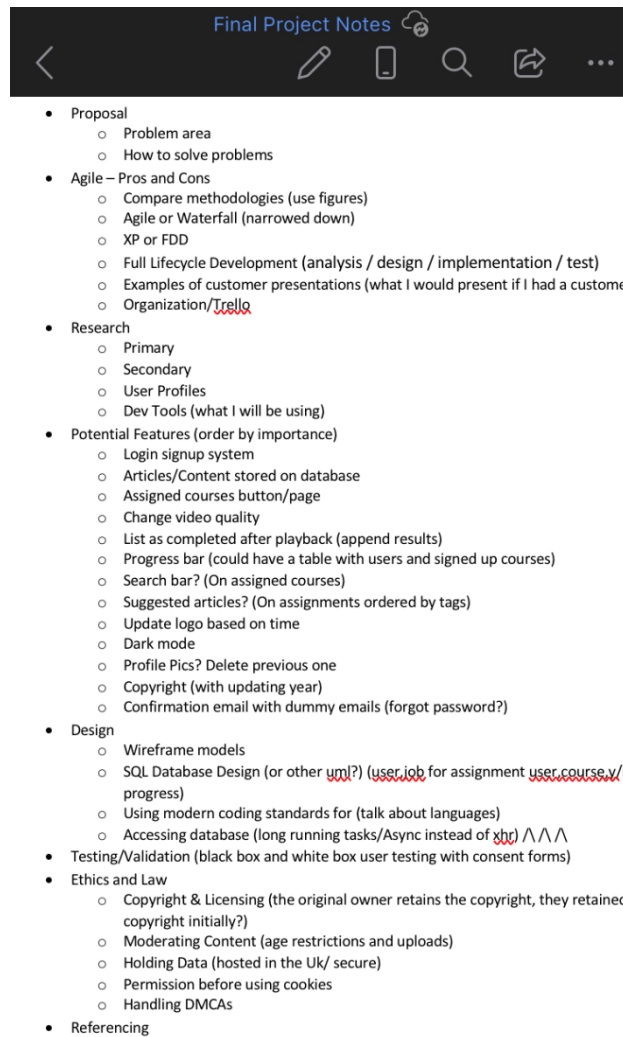 Final Project Notes
• Proposal
o Problem area
o How to solve problems
• Agile – Pros and Cons
o Compare methodologies (use figures)
o Agile or Waterfall (narrowed down)
o XP or FDD
o Full Lifecycle Development (analysis / design / implementation / test)
o Examples of customer presentations (what I would present if I had a custome
o Organization/Trello
• Research
o Primary
o Secondary
o User Profiles
o Dev Tools (what I will be using)
• Potential Features (order by importance)
o Login signup system
o Articles/Content stored on database
o Assigned courses button/page
o Change video quality
o List as completed after playback (append results)
o Progress bar (could have a table with users and signed up courses)
o Search bar? (On assigned courses)
o Suggested articles? (On assignments ordered by tags)
o Update logo based on time
o Dark mode
o Profile Pics? Delete previous one
o Copyright (with updating year)
o Confirmation email with dummy emails (forgot password?)
• Design
o Wireframe models
o SQL Database Design (or other uml?) (user,job for assignment user,course,y/
progress)
o Using modern coding standards for (talk about languages)
o Accessing database (long running tasks/Async instead of xhr) /\/\/\
• Testing/Validation (black box and white box user testing with consent forms)
• Ethics and Law
o Copyright & Licensing (the original owner retains the copyright, they retained
copyright initially?)
o Moderating Content (age restrictions and uploads)
o Holding Data (hosted in the Uk/ secure)
o Permission before using cookies
o Handling DMCAs
• Referencing